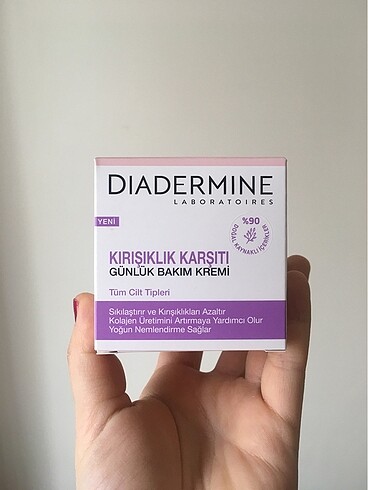 DIADERMINE
LABORATOIRES
YENİ
%90
DOĞAL KAYNAKLI İÇERİKLER
KIRIŞIKLIK KARŞITI
GÜNLÜK BAKIM KREMİ
Tüm Cilt Tipleri
Sıkılaştırır ve Kırışıklıkları Azaltır
Kolajen Üretimini Artırmaya Yardımcı Olur
Yoğun Nemlendirme Sağlar